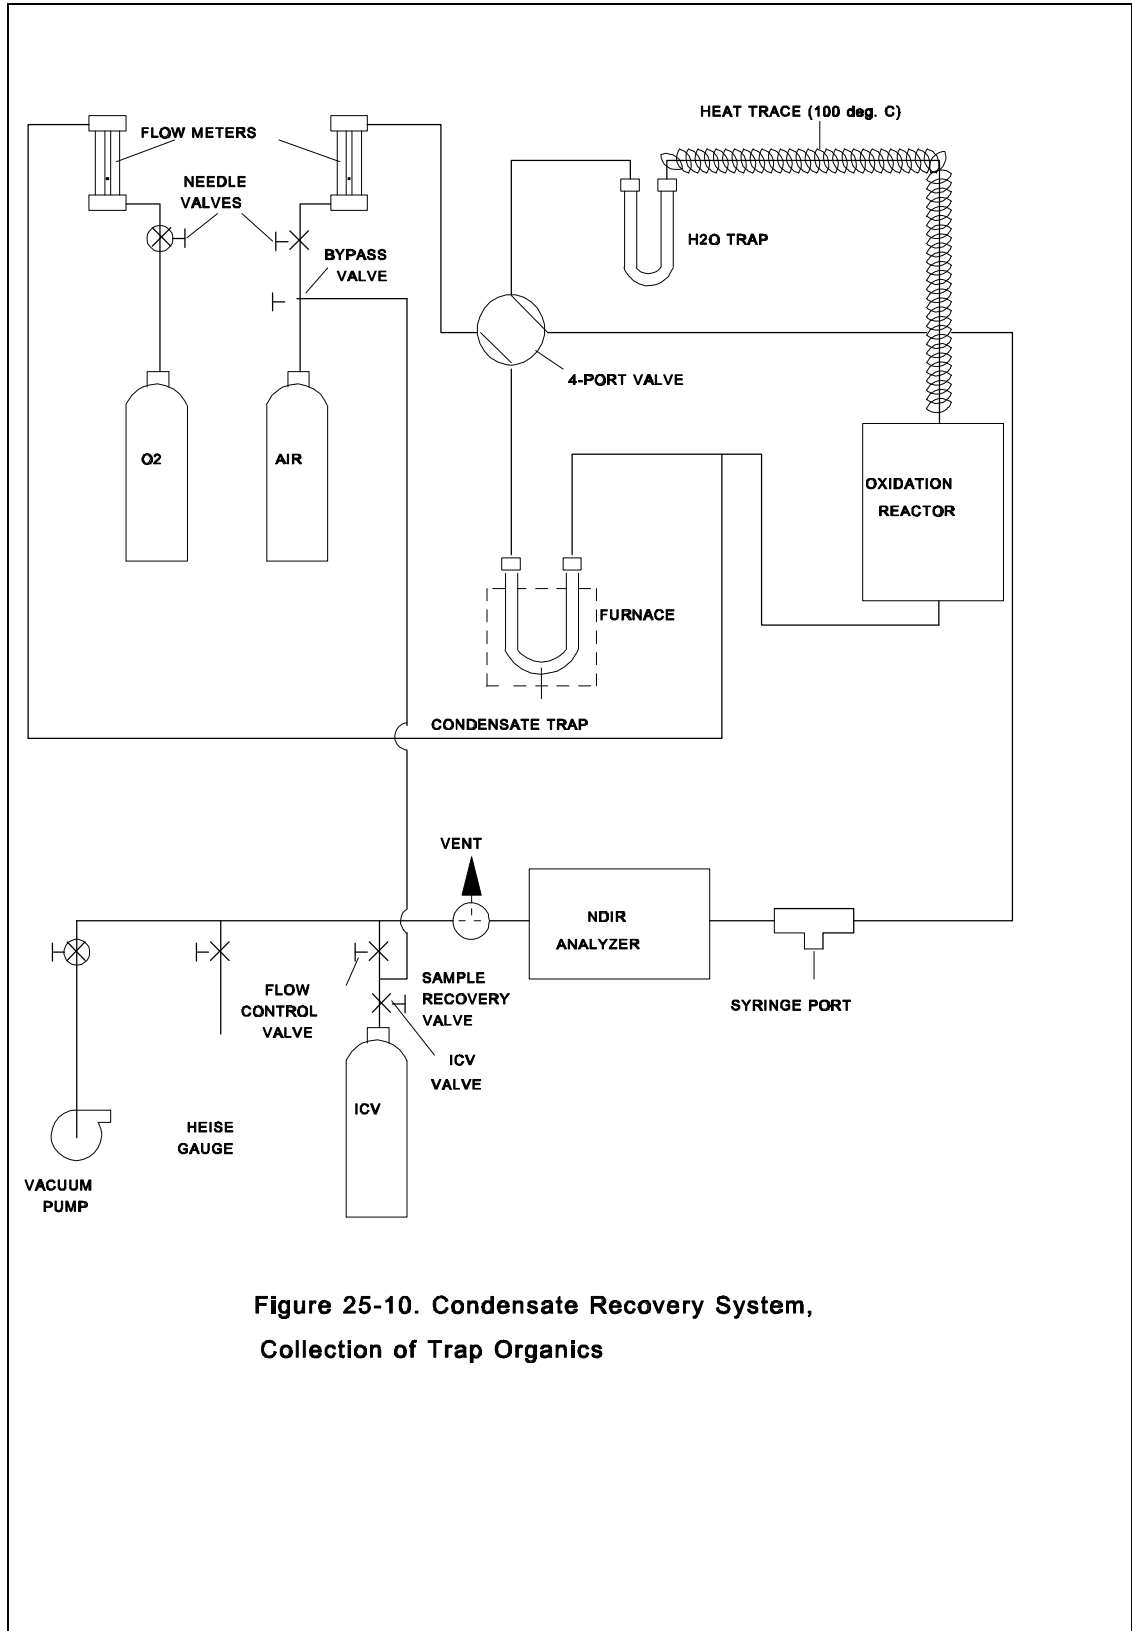 HEAT TRACE (100 deg. C)
FLOW METERS
NEEDLE
VALVES
H2O TRAP
BYPASS
VALVE
4-PORT VALVE
O2
AIR
OXIDATION
REACTOR
FURNACE
CONDENSATE TRAP
VENT
NDIR
ANALYZER
SYRINGE PORT
FLOW
CONTROL
VALVE
SAMPLE
RECOVERY
VALVE
ICV
VALVE
ICV
HEISE
GAUGE
VACUUM
PUMP
Figure 25-10. Condensate Recovery System,
Collection of Trap Organics